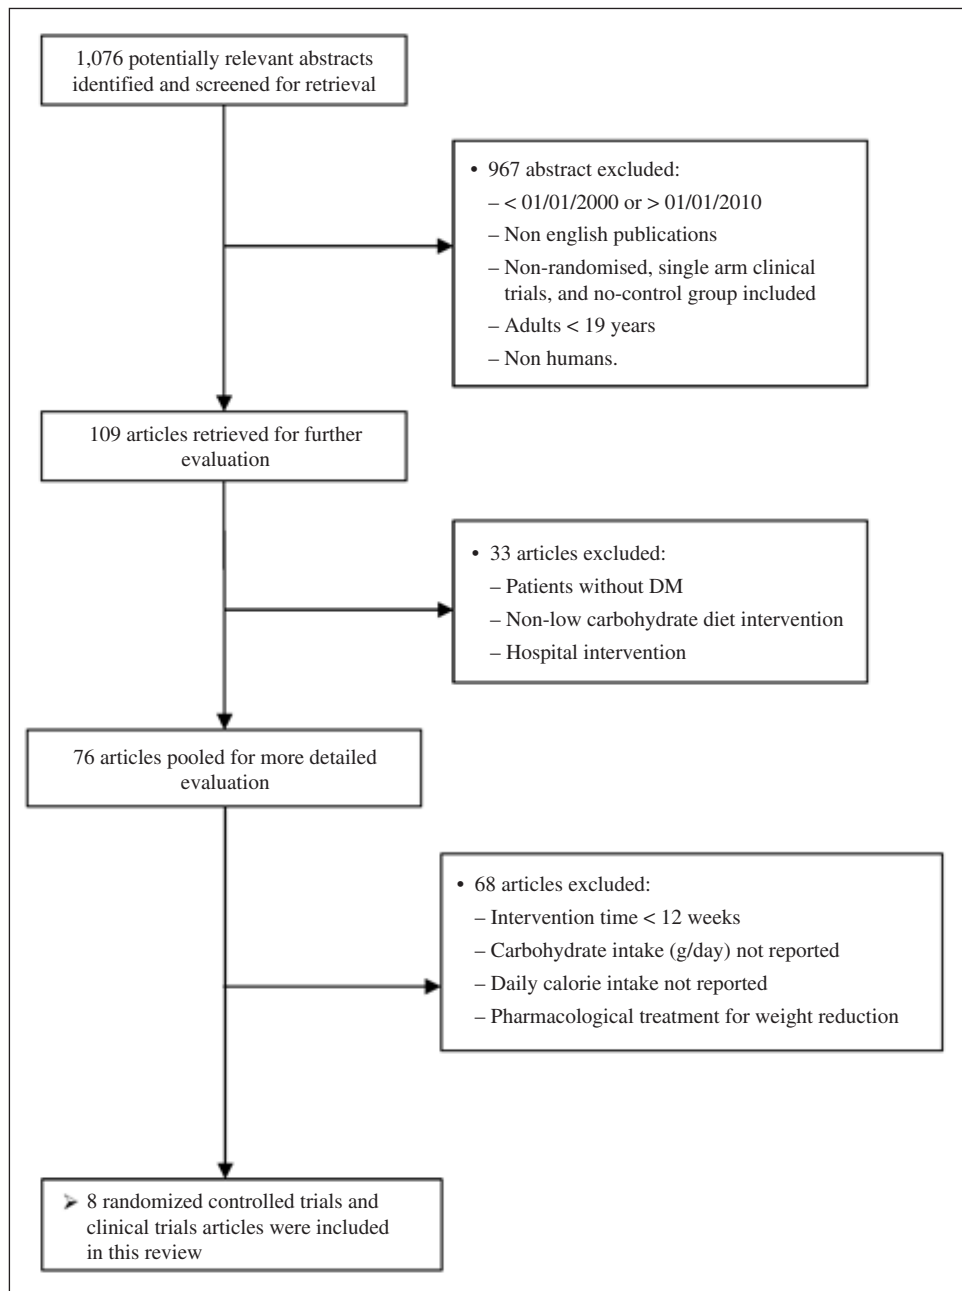 1,076 potentially relevant abstracts
identified and screened for retrieval
• 967 abstract excluded:
– < 01/01/2000 or > 01/01/2010
– Non english publications
– Non-randomised, single arm clinical
trials, and no-control group included
– Adults < 19 years
– Non humans.
109 articles retrieved for further
evaluation
• 33 articles excluded:
– Patients without DM
– Non-low carbohydrate diet intervention
– Hospital intervention
76 articles pooled for more detailed
evaluation
• 68 articles excluded:
– Intervention time < 12 weeks
– Carbohydrate intake (g/day) not reported
– Daily calorie intake not reported
– Pharmacological treatment for weight reduction
➢ 8 randomized controlled trials and
clinical trials articles were included
in this review